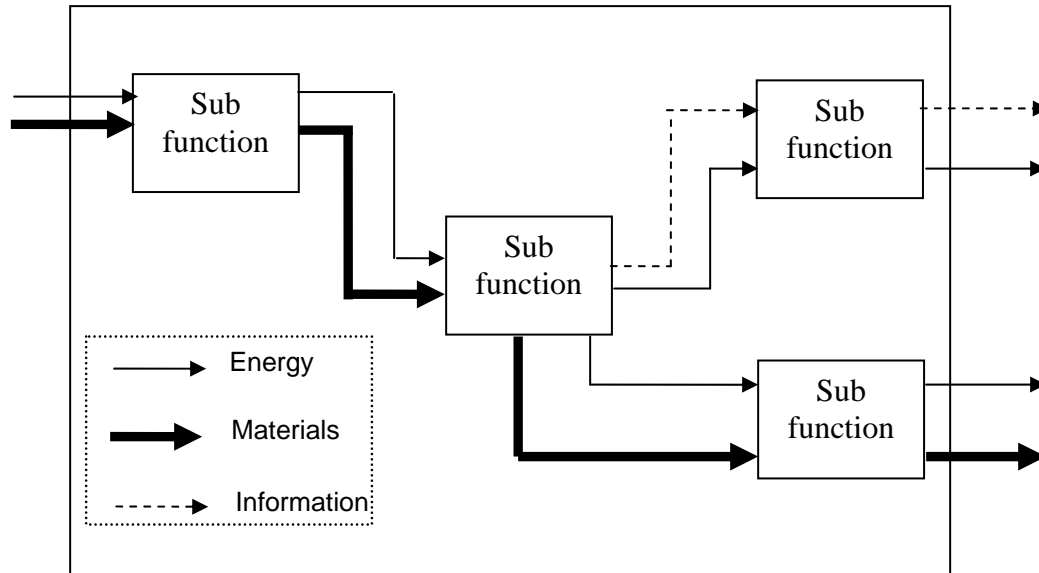 Sub
function
Sub
function
Sub
function
Sub
function
Energy
Materials
Information